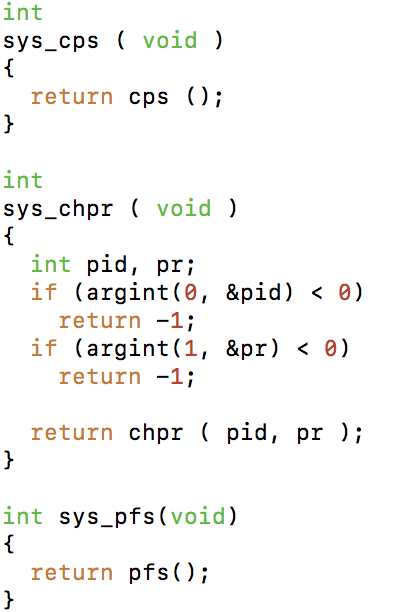 int
sys_cps ( void )
{
  return cps ();
}

int
sys_chpr ( void )
{
  int pid, pr;
  if (argint(0, &pid) < 0)
    return -1;
  if (argint(1, &pr) < 0)
    return -1;

  return chpr ( pid, pr );
}

int sys_pfs(void)
{
  return pfs();
}